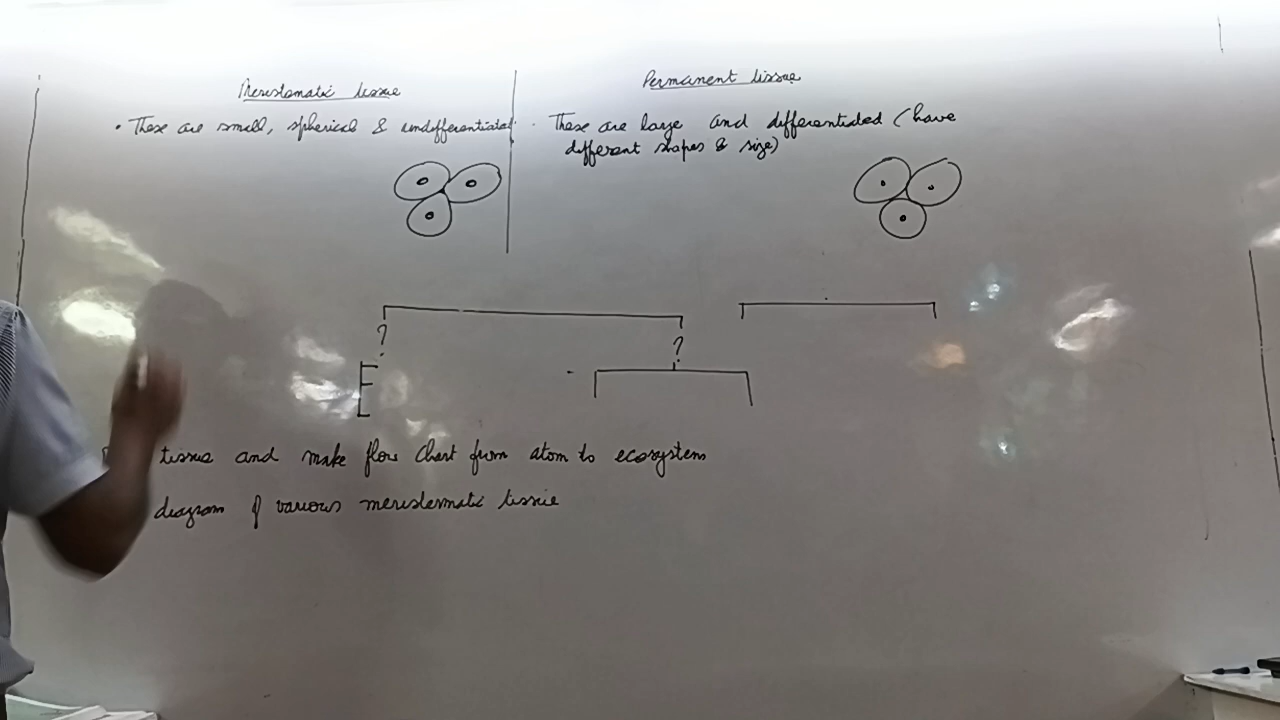 Meristematic tissue
Permanent tissue
• These are small, spherical & undifferentiated.
· These are large and differentiated (have
different shapes & size)
?
?
tissue and make flow chart from atom to ecosystem
diagram of various meristematic tissue